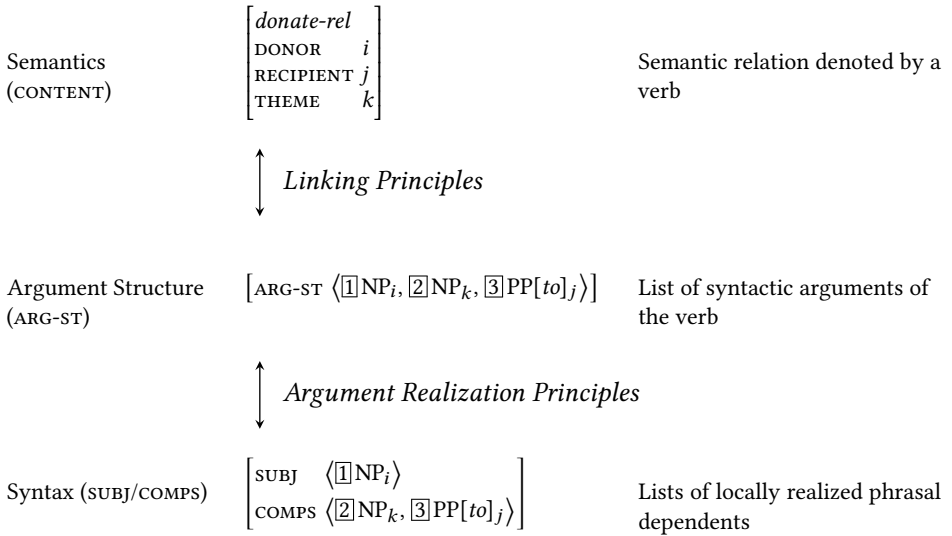 donate-rel
DONOR i
Semantics RECIPIENT j Semantic relation denoted by a
(CONTENT) THEME k verb
Linking Principles
Argument Structure [ARG-ST ⟨[1]NPᵢ, [2]NPₖ, [3]PP[to]ⱼ⟩] List of syntactic arguments of
(ARG-ST) the verb
Argument Realization Principles
SUBJ ⟨[1]NPᵢ⟩
Syntax (SUBJ/COMPS) COMPS ⟨[2]NPₖ, [3]PP[to]ⱼ⟩ Lists of locally realized phrasal
dependents